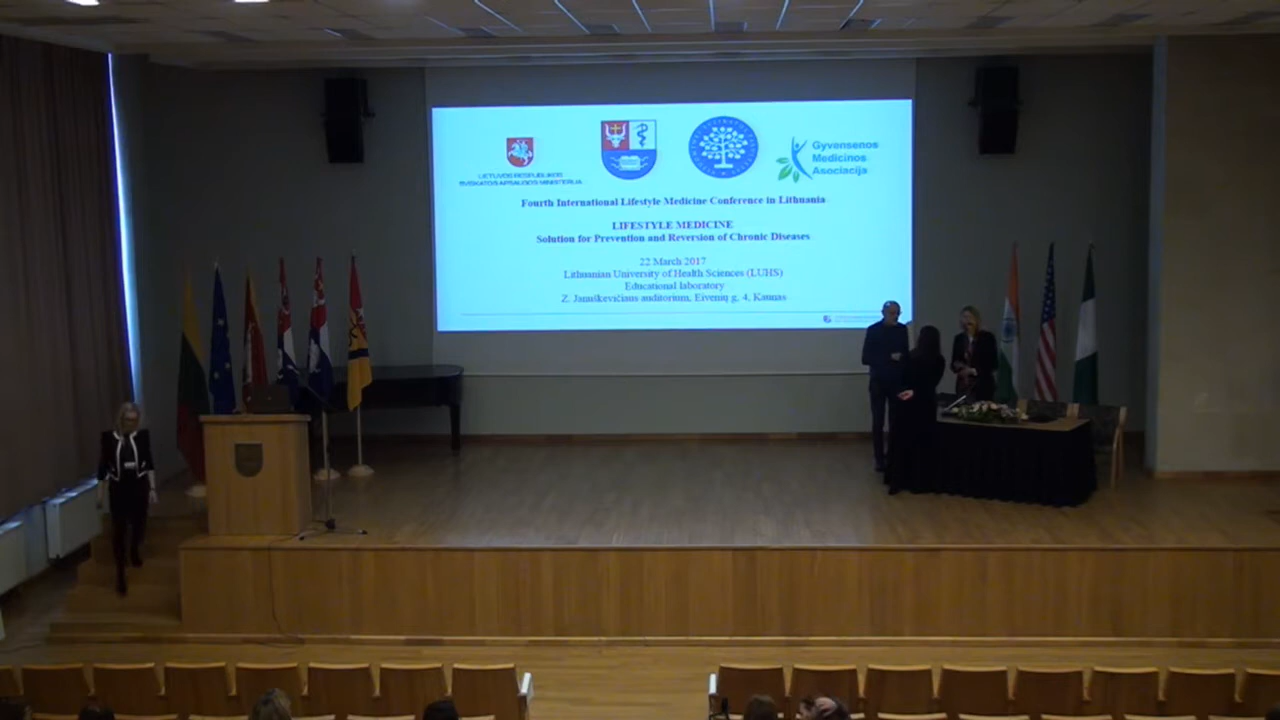 LIETUVOS RESPUBLIKOS
SVEIKATOS APSAUGOS MINISTERIJA
Gyvensenos
Medicinos
Asociacija
Fourth International Lifestyle Medicine Conference in Lithuania
LIFESTYLE MEDICINE
Solution for Prevention and Reversion of Chronic Diseases
22 March 2017
Lithuanian University of Health Sciences (LUHS)
Educational laboratory
Z. Januškevičiaus auditorium, Eivenių g. 4, Kaunas